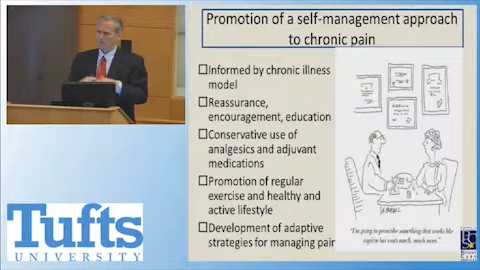 Promotion of a self-management approach
to chronic pain
Informed by chronic illness
model
Reassurance,
encouragement, education
Conservative use of
analgesics and adjuvant
medications
Promotion of regular
exercise and healthy and
active lifestyle
Development of adaptive
strategies for managing pain
"I'm going to prescribe something that works like
aspirin but costs much, much more."
Tufts
UNIVERSITY